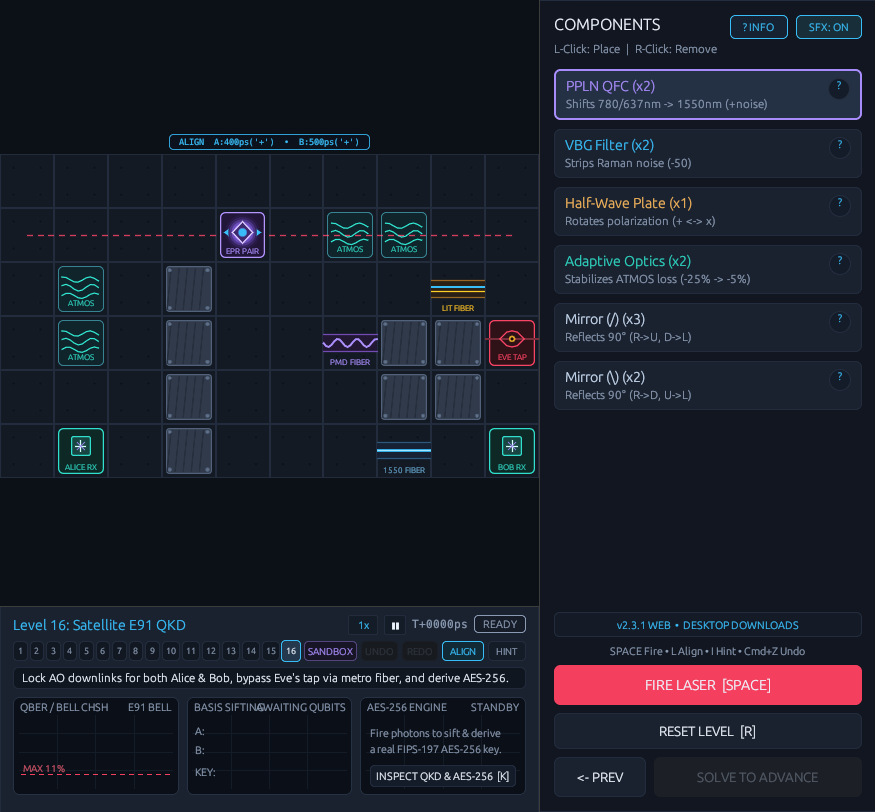 COMPONENTS
? INFO
SFX: ON
L-Click: Place | R-Click: Remove
PPLN QFC (x2)
?
Shifts 780/637nm -> 1550nm (+noise)
VBG Filter (x2)
?
Strips Raman noise (-50)
Half-Wave Plate (x1)
?
Rotates polarization (+ <-> x)
Adaptive Optics (x2)
?
Stabilizes ATMOS loss (-25% -> -5%)
Mirror (/) (x3)
?
Reflects 90° (R->U, D->L)
Mirror (\) (x2)
?
Reflects 90° (R->D, U->L)
ALIGN A:400ps('+') • B:500ps('+')
EPR PAIR
ATMOS
ATMOS
ATMOS
LIT FIBER
ATMOS
PMD FIBER
EVE TAP
ALICE RX
1550 FIBER
BOB RX
Level 16: Satellite E91 QKD
1x
T+0000ps
READY
1 2 3 4 5 6 7 8 9 10 11 12 13 14 15 16 SANDBOX UNDO REDO ALIGN HINT
Lock AO downlinks for both Alice & Bob, bypass Eve's tap via metro fiber, and derive AES-256.
QBER / BELL CHSH E91 BELL
MAX 11%
BASIS SIFTING AWAITING QUBITS
A:
B:
KEY:
AES-256 ENGINE STANDBY
Fire photons to sift & derive
a real FIPS-197 AES-256 key.
INSPECT QKD & AES-256 [K]
v2.3.1 WEB • DESKTOP DOWNLOADS
SPACE Fire • L Align • I Hint • Cmd+Z Undo
FIRE LASER [SPACE]
RESET LEVEL [R]
<- PREV
SOLVE TO ADVANCE